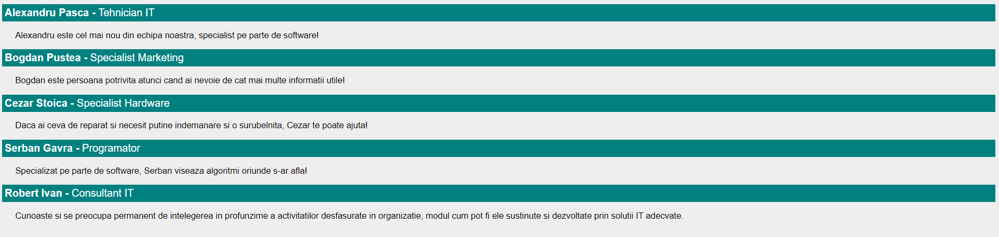 Alexandru Pasca - Tehnician IT
Alexandru este cel mai nou din echipa noastra, specialist pe parte de software!
Bogdan Pustea - Specialist Marketing
Bogdan este persoana potrivita atunci cand ai nevoie de cat mai multe informatii utile!
Cezar Stoica - Specialist Hardware
Daca ai ceva de reparat si necesit putine indemanare si o surubelnita, Cezar te poate ajuta!
Serban Gavra - Programator
Specializat pe parte de software, Serban viseaza algoritmi oriunde s-ar afla!
Robert Ivan - Consultant IT
Cunoaste si se preocupa permanent de intelegerea in profunzime a activitatilor desfasurate in organizatie, modul cum pot fi ele sustinute si dezvoltate prin solutii IT adecvate.